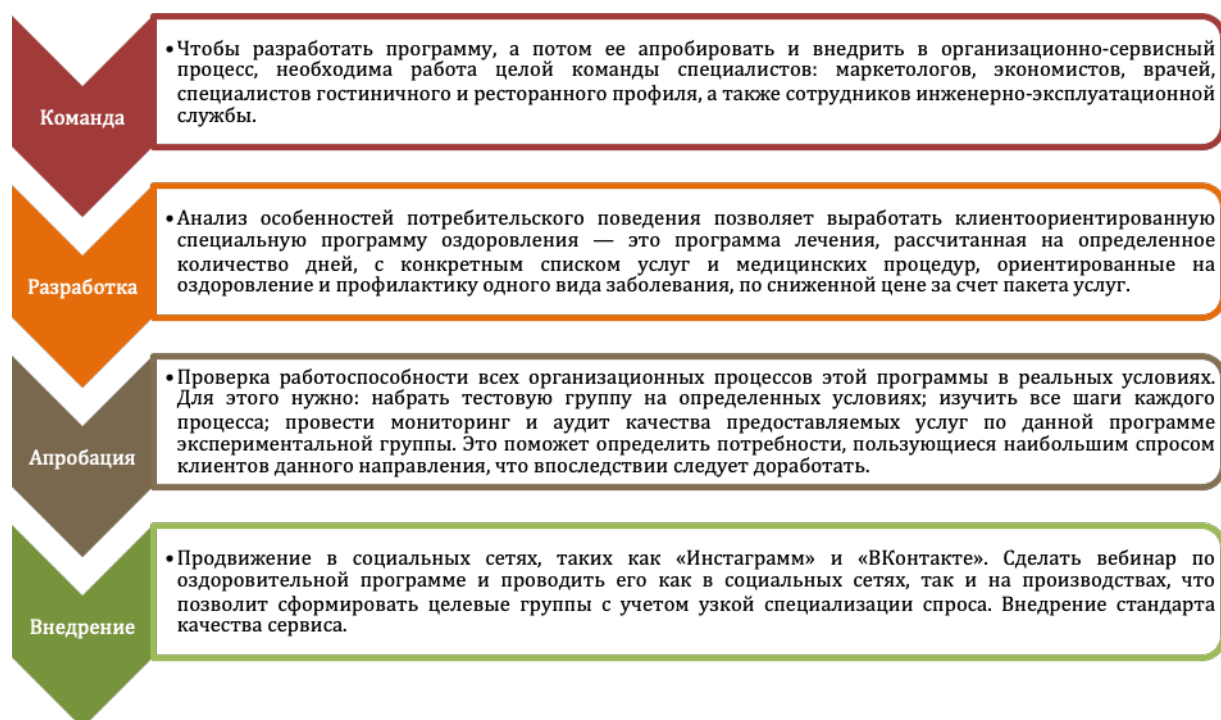 Команда
•Чтобы разработать программу, а потом ее апробировать и внедрить в организационно-сервисный
процесс, необходима работа целой команды специалистов: маркетологов, экономистов, врачей,
специалистов гостиничного и ресторанного профиля, а также сотрудников инженерно-эксплуатационной
службы.
Разработка
•Анализ особенностей потребительского поведения позволяет выработать клиентоориентированную
специальную программу оздоровления — это программа лечения, рассчитанная на определенное
количество дней, с конкретным списком услуг и медицинских процедур, ориентированные на
оздоровление и профилактику одного вида заболевания, по сниженной цене за счет пакета услуг.
Апробация
•Проверка работоспособности всех организационных процессов этой программы в реальных условиях.
Для этого нужно: набрать тестовую группу на определенных условиях; изучить все шаги каждого
процесса; провести мониторинг и аудит качества предоставляемых услуг по данной программе
экспериментальной группы. Это поможет определить потребности, пользующиеся наибольшим спросом
клиентов данного направления, что впоследствии следует доработать.
Внедрение
•Продвижение в социальных сетях, таких как «Инстаграмм» и «ВКонтакте». Сделать вебинар по
оздоровительной программе и проводить его как в социальных сетях, так и на производствах, что
позволит сформировать целевые группы с учетом узкой специализации спроса. Внедрение стандарта
качества сервиса.